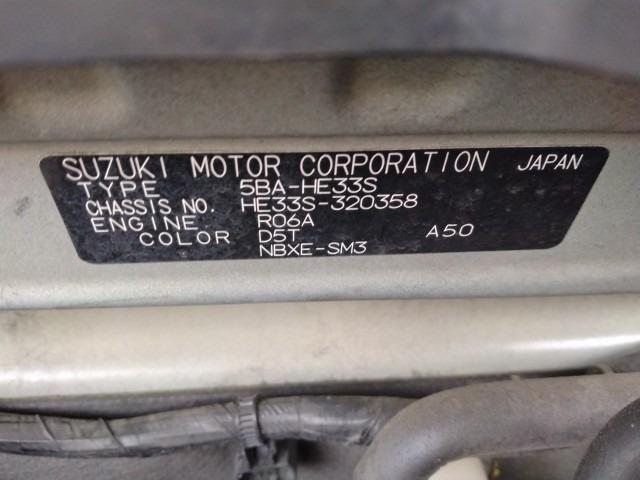 SUZUKI MOTOR CORPORATION JAPAN
TYPE 5BA-HE33S
CHASSIS NO. HE33S-320358
ENGINE R06A
COLOR D5T A50
NBXE-SM3